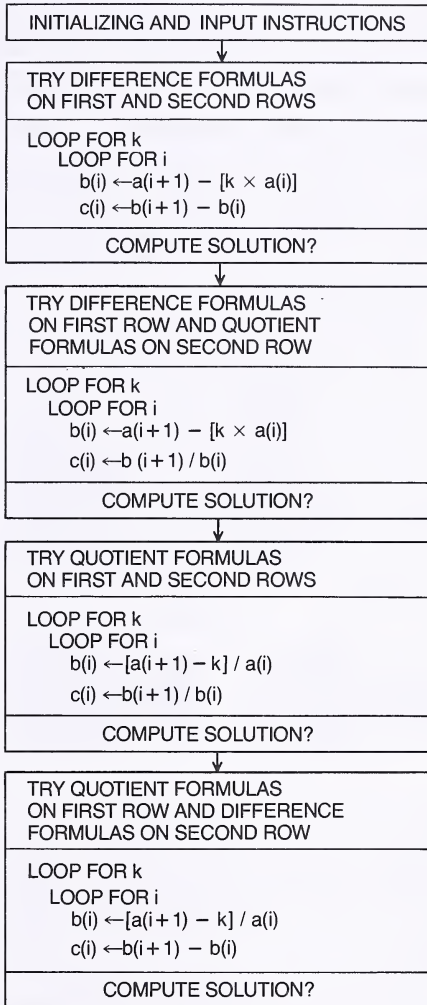 INITIALIZING AND INPUT INSTRUCTIONS
TRY DIFFERENCE FORMULAS
ON FIRST AND SECOND ROWS
LOOP FOR k
LOOP FOR i
b(i) ←a(i+1) − [k × a(i)]
c(i) ←b(i+1) − b(i)
COMPUTE SOLUTION?
TRY DIFFERENCE FORMULAS
ON FIRST ROW AND QUOTIENT
FORMULAS ON SECOND ROW
LOOP FOR k
LOOP FOR i
b(i) ←a(i+1) − [k × a(i)]
c(i) ←b (i+1) / b(i)
COMPUTE SOLUTION?
TRY QUOTIENT FORMULAS
ON FIRST AND SECOND ROWS
LOOP FOR k
LOOP FOR i
b(i) ←[a(i+1) − k] / a(i)
c(i) ←b(i+1) / b(i)
COMPUTE SOLUTION?
TRY QUOTIENT FORMULAS
ON FIRST ROW AND DIFFERENCE
FORMULAS ON SECOND ROW
LOOP FOR k
LOOP FOR i
b(i) ←[a(i+1) − k] / a(i)
c(i) ←b(i+1) − b(i)
COMPUTE SOLUTION?